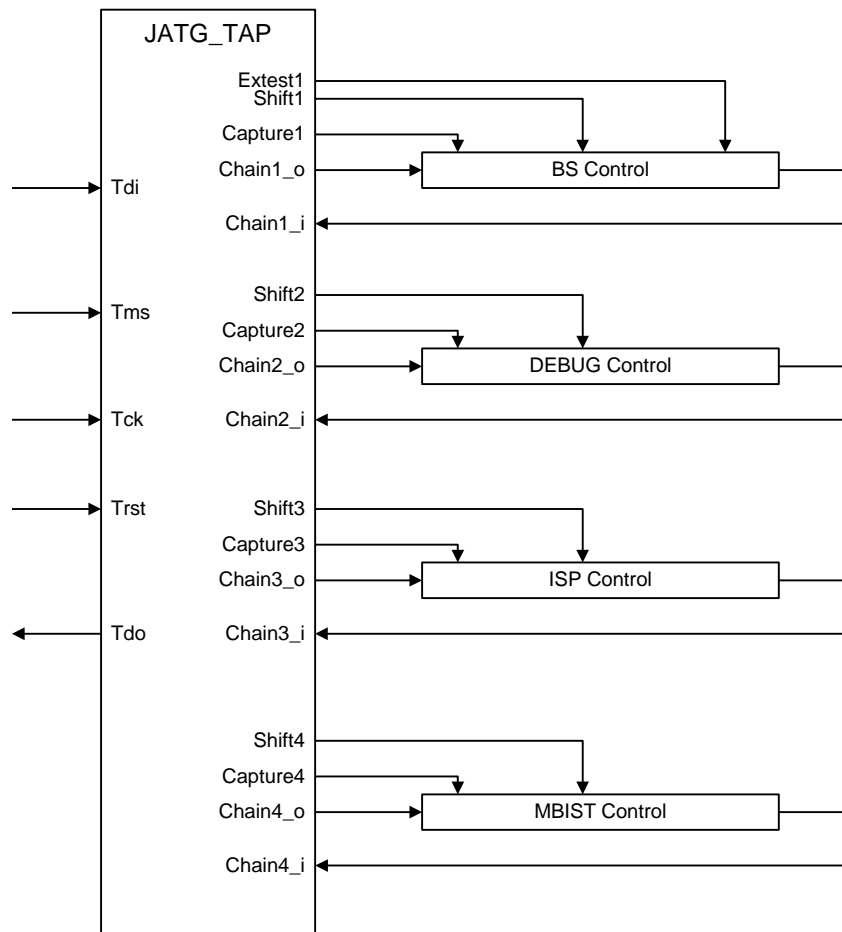 JATG_TAP
Extest1
Shift1
Capture1
Chain1_o
BS Control
Tdi
Chain1_i
Shift2
Tms
Capture2
Chain2_o
DEBUG Control
Tck
Chain2_i
Trst
Shift3
Capture3
Chain3_o
ISP Control
Tdo
Chain3_i
Shift4
Capture4
Chain4_o
MBIST Control
Chain4_i